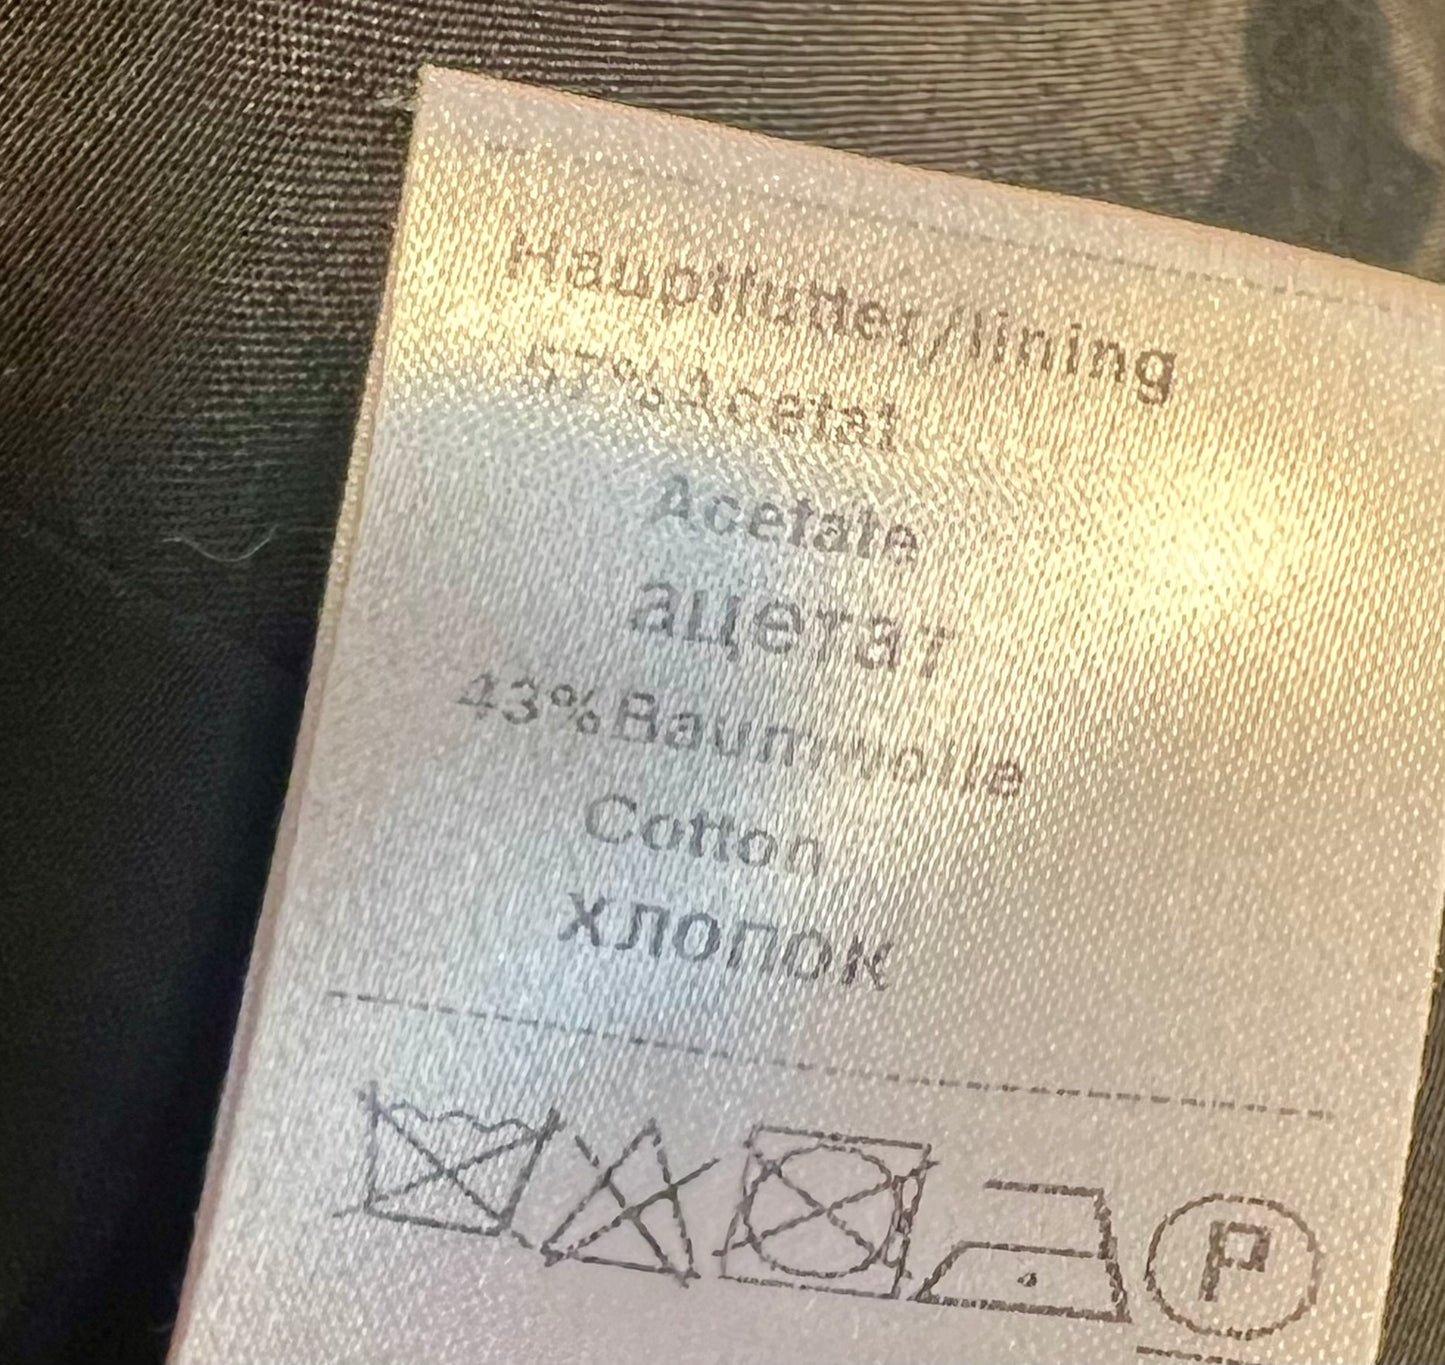 Hauptfutter/lining
57%Acetat
Acetate
ацетат
43%Baumwolle
Cotton
хлопок
P